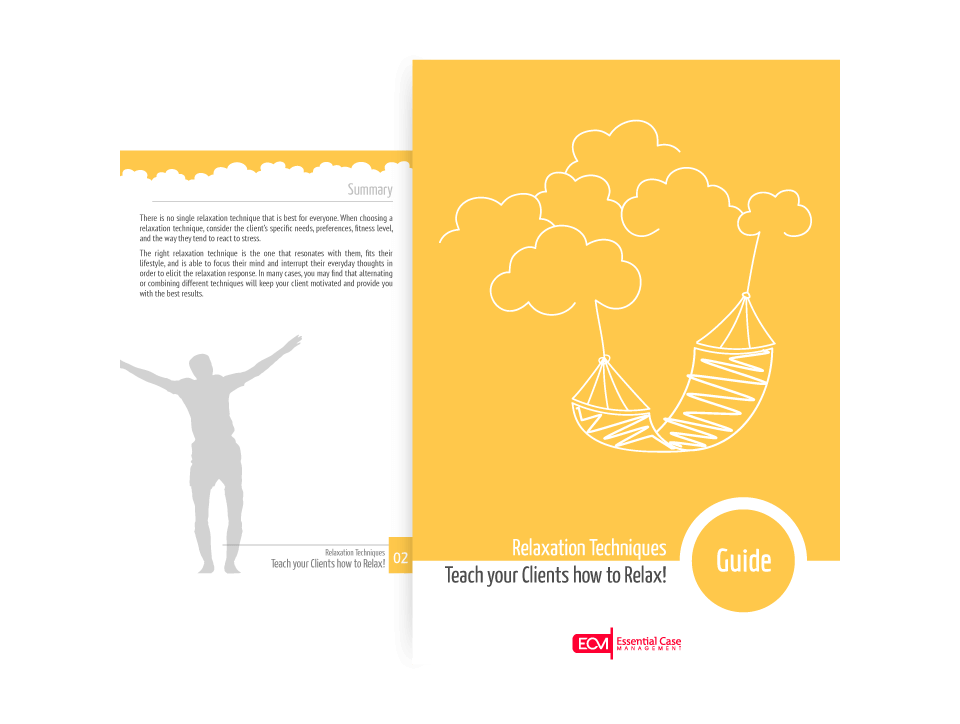 Summary
There is no single relaxation technique that is best for everyone. When choosing a
relaxation technique, consider the client's specific needs, preferences, fitness level,
and the way they tend to react to stress.
The right relaxation technique is the one that resonates with them, fits their
lifestyle, and is able to focus their mind and interrupt their everyday thoughts in
order to elicit the relaxation response. In many cases, you may find that alternating
or combining different techniques will keep your client motivated and provide you
with the best results.
Relaxation Techniques
Teach your Clients how to Relax!
02
Relaxation Techniques
Teach your Clients how to Relax!
Guide
ECM
Essential Case
MANAGEMENT